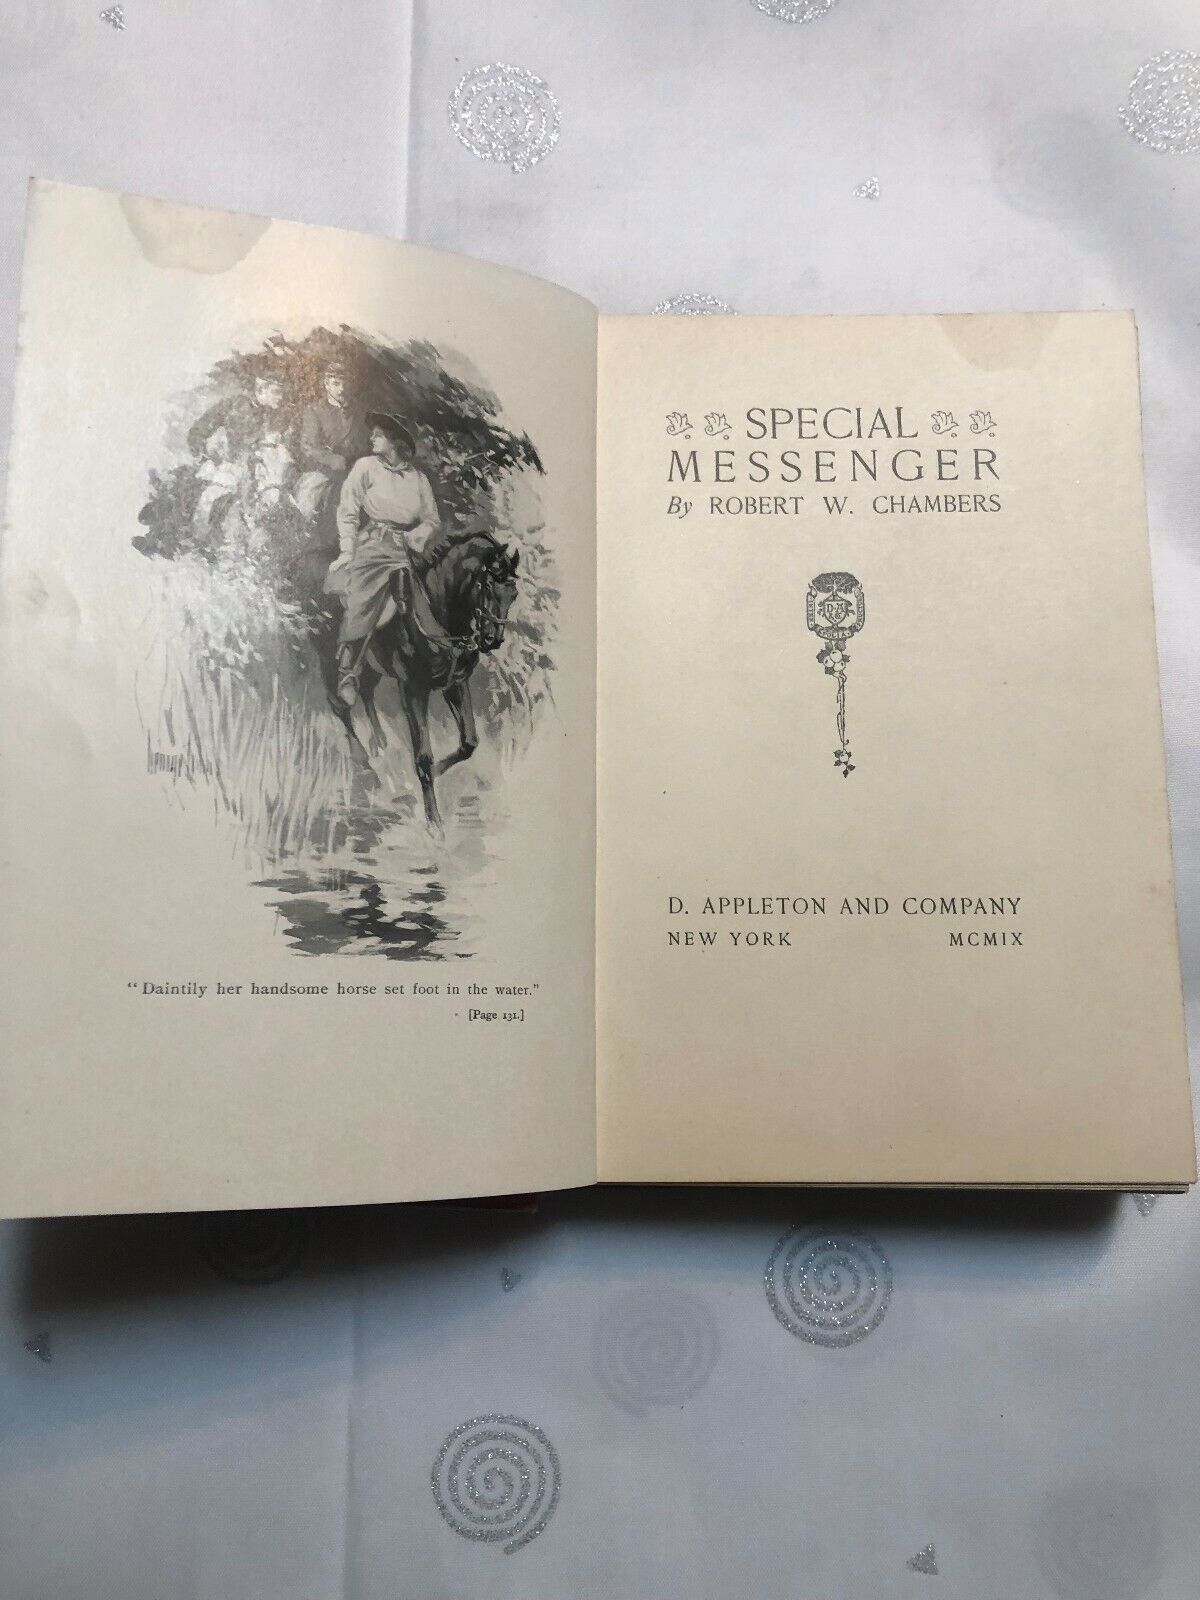 "Daintily her handsome horse set foot in the water."
[Page 131.]
SPECIAL
MESSENGER
By ROBERT W. CHAMBERS
D. APPLETON AND COMPANY
NEW YORK MCMIX